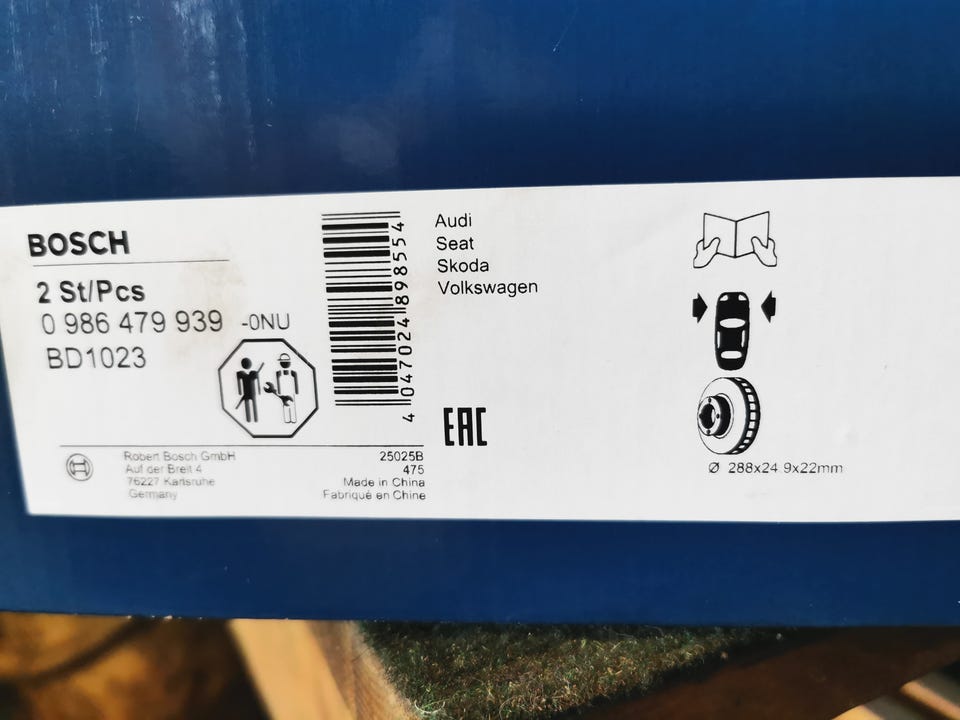 BOSCH
2 St/Pcs
0 986 479 939 -0NU
BD1023
4 047024 898554
Audi
Seat
Skoda
Volkswagen
EAC
Robert Bosch GmbH
Auf der Breit 4
76227 Karlsruhe
Germany
25025B
475
Made in China
Fabriqué en Chine
Ø 288x24.9x22mm